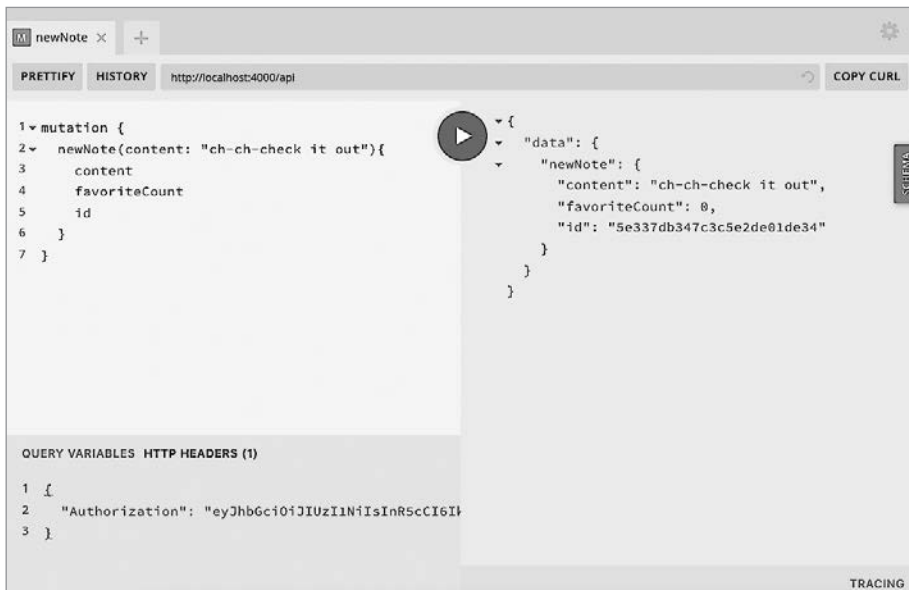 M newNote ×
PRETTIFY HISTORY http://localhost:4000/api COPY CURL
1 mutation {
2 newNote(content: "ch-ch-check it out"){
3 content
4 favoriteCount
5 id
6 }
7 }
{
"data": {
"newNote": {
"content": "ch-ch-check it out",
"favoriteCount": 0,
"id": "5e337db347c3c5e2de01de34"
}
}
}
SCHEMA
QUERY VARIABLES HTTP HEADERS (1)
1 {
2 "Authorization": "eyJhbGciOiJIUzI1NiIsInR5cCI6Ik
3 }
TRACING